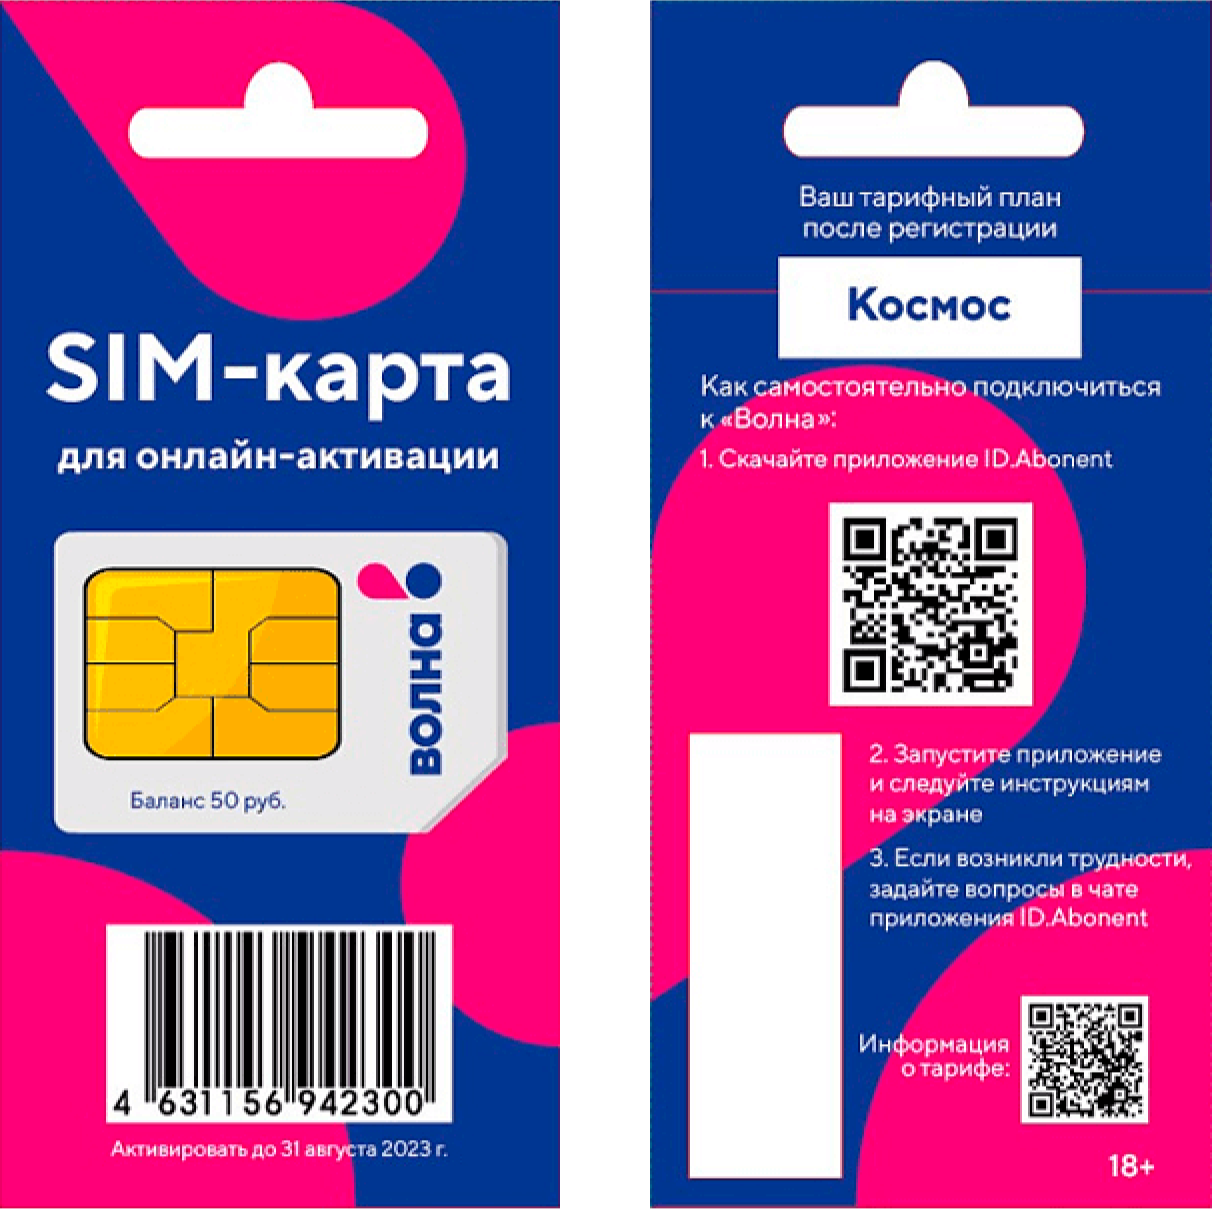 SIM-карта
для онлайн-активации
волна
Баланс 50 руб.
4 631156 942300
Активировать до 31 августа 2023 г.
Ваш тарифный план
после регистрации
Космос
Как самостоятельно подключиться
к «Волна»:
1. Скачайте приложение ID.Abonent
2. Запустите приложение
и следуйте инструкциям
на экране
3. Если возникли трудности,
задайте вопросы в чате
приложения ID.Abonent
Информация
о тарифе:
18+